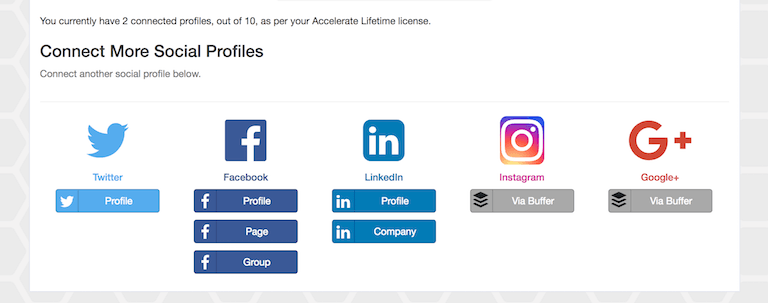 You currently have 2 connected profiles, out of 10, as per your Accelerate Lifetime license.
Connect More Social Profiles
Connect another social profile below.
Twitter
Facebook
LinkedIn
Instagram
Google+
Profile
Profile
Profile
Via Buffer
Via Buffer
Page
Company
Group